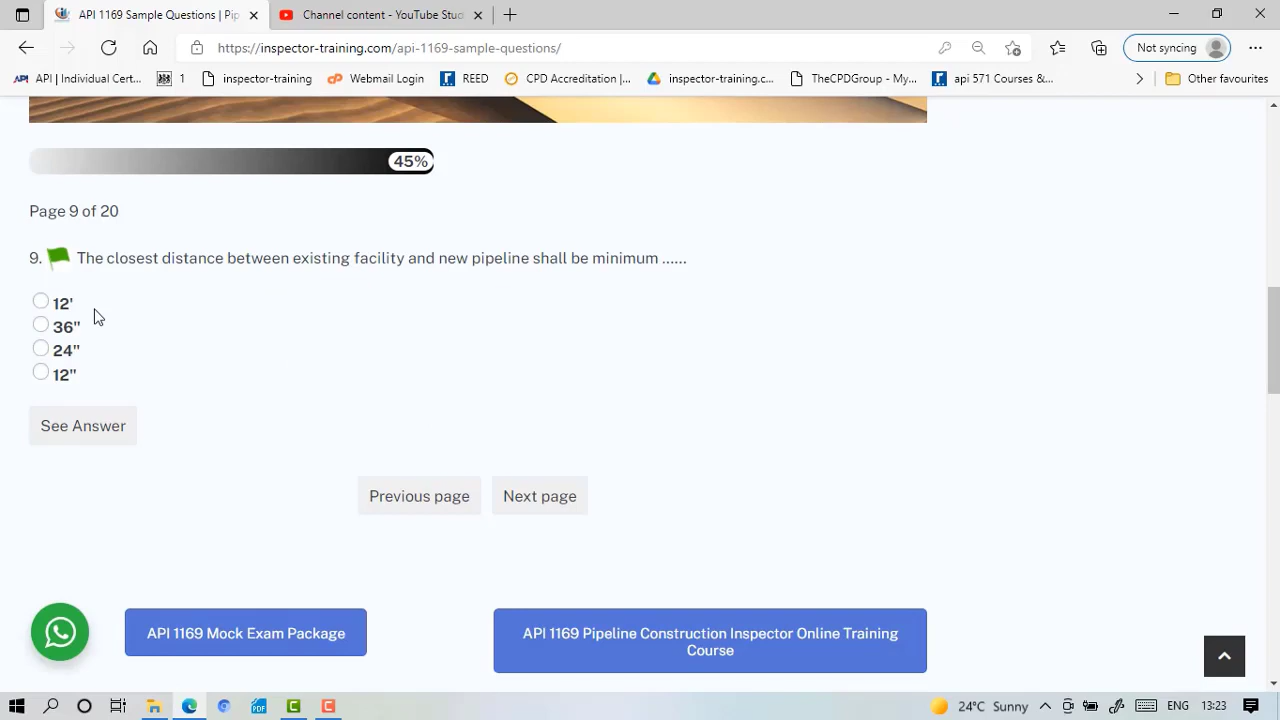 API 1169 Sample Questions | Pip
Channel content - YouTube Stud
https://inspector-training.com/api-1169-sample-questions/
Not syncing
API | Individual Cert...
1
inspector-training
Webmail Login
REED
CPD Accreditation |...
inspector-training.c...
TheCPDGroup - My...
api 571 Courses &...
Other favourites
45%
Page 9 of 20
9. The closest distance between existing facility and new pipeline shall be minimum ......
12'
36"
24"
12"
See Answer
Previous page
Next page
API 1169 Mock Exam Package
API 1169 Pipeline Construction Inspector Online Training
Course
24°C Sunny
ENG
13:23